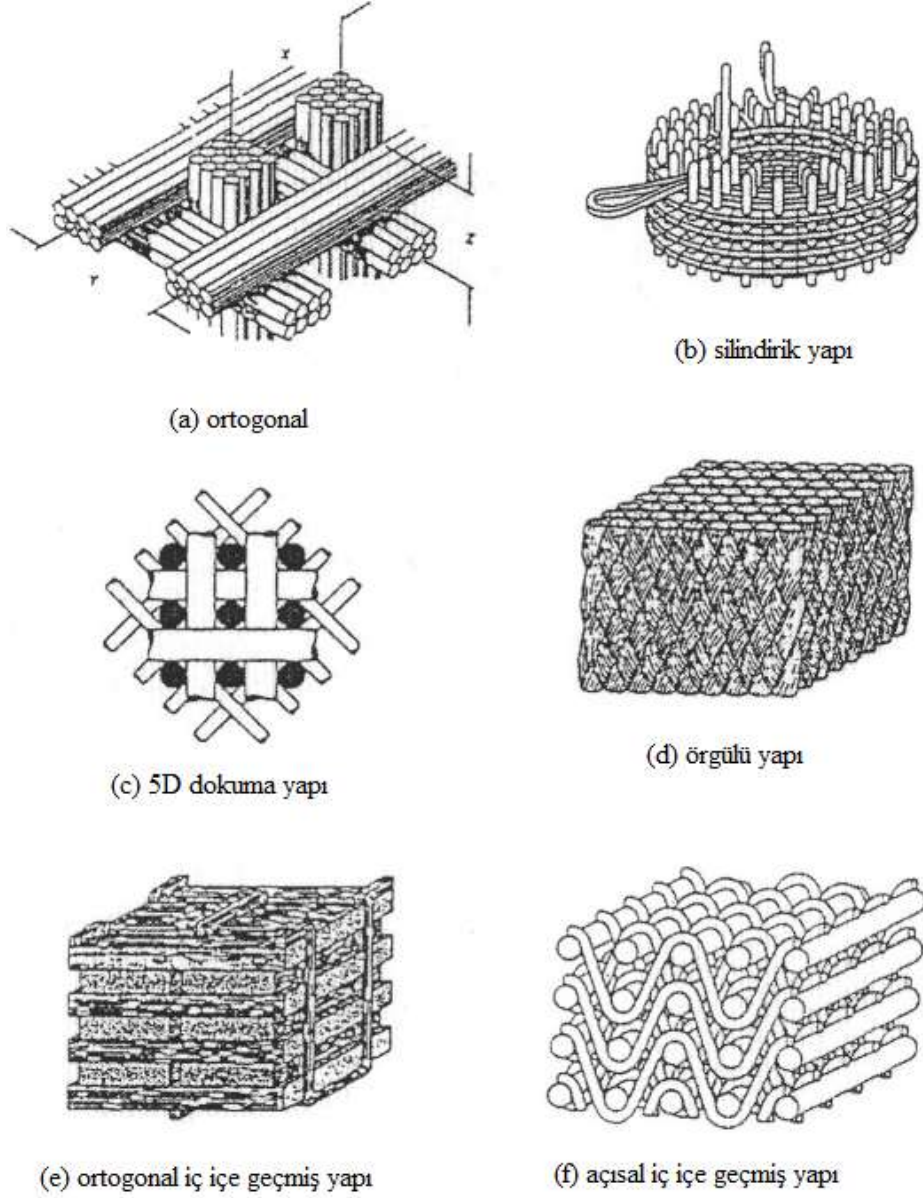 x
Y
z
(a) ortogonal
(b) silindirik yapı
(c) 5D dokuma yapı
(d) örgülü yapı
(e) ortogonal iç içe geçmiş yapı
(f) açısal iç içe geçmiş yapı